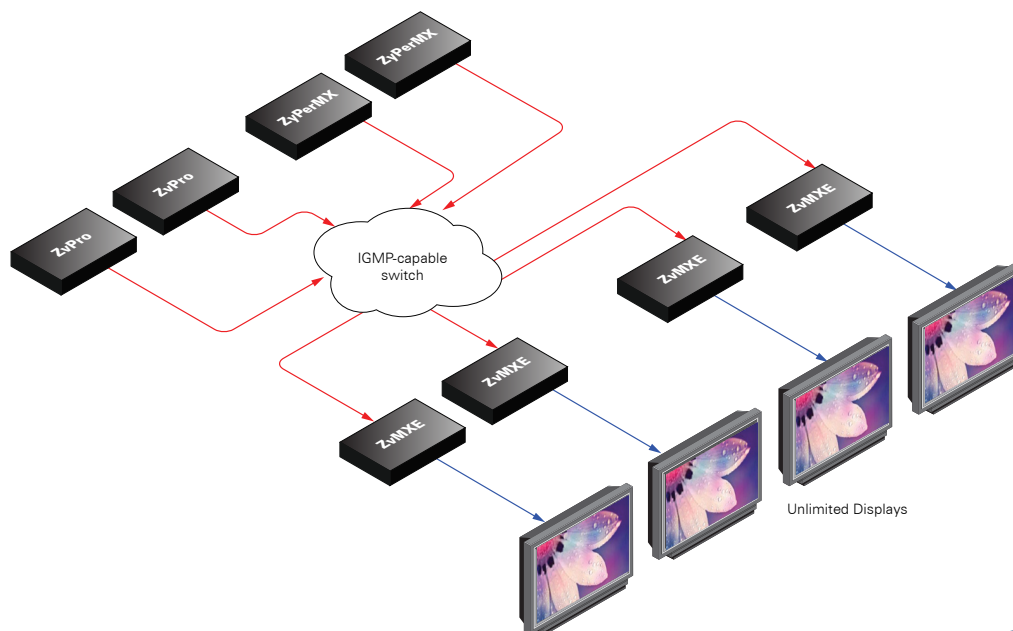 ZyPerMX
ZyPerMX
ZvPro
ZvPro
ZvMXE
IGMP-capable
switch
ZvMXE
ZvMXE
ZvMXE
Unlimited Displays